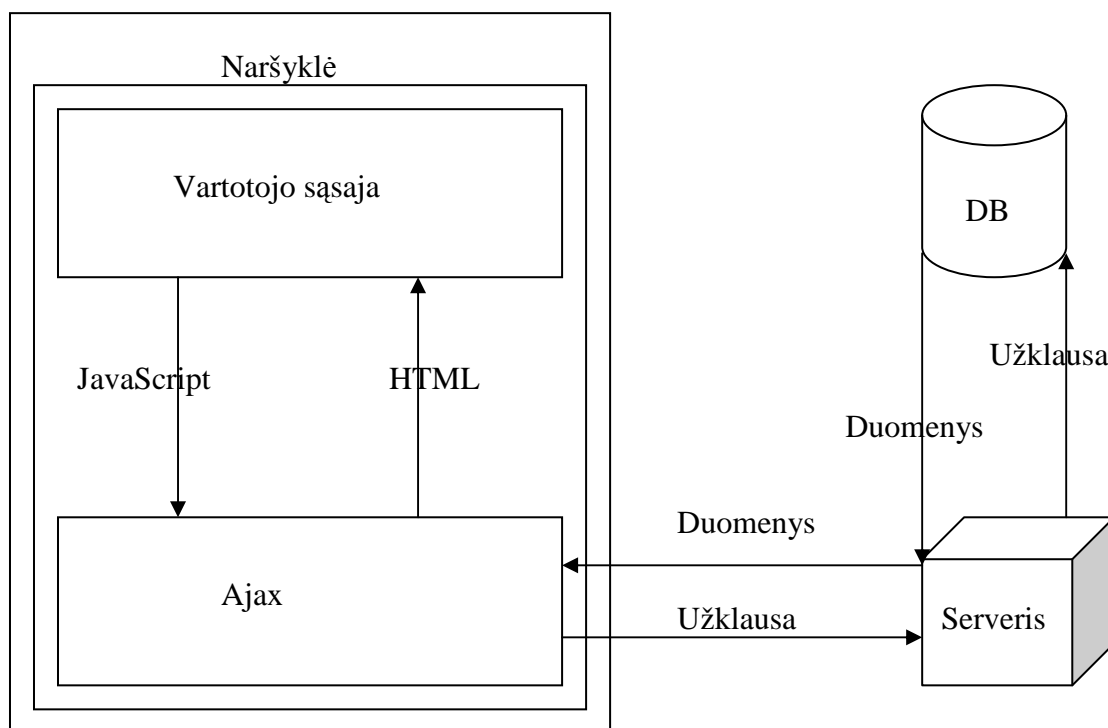 Naršyklė
Vartotojo sąsaja
DB
JavaScript
HTML
Užklausa
Duomenys
Duomenys
Ajax
Užklausa
Serveris